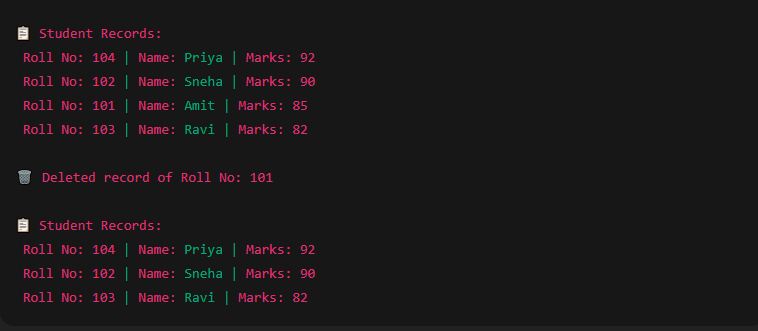 📋 Student Records:
Roll No: 104 | Name: Priya | Marks: 92
Roll No: 102 | Name: Sneha | Marks: 90
Roll No: 101 | Name: Amit | Marks: 85
Roll No: 103 | Name: Ravi | Marks: 82
🗑️ Deleted record of Roll No: 101
📋 Student Records:
Roll No: 104 | Name: Priya | Marks: 92
Roll No: 102 | Name: Sneha | Marks: 90
Roll No: 103 | Name: Ravi | Marks: 82